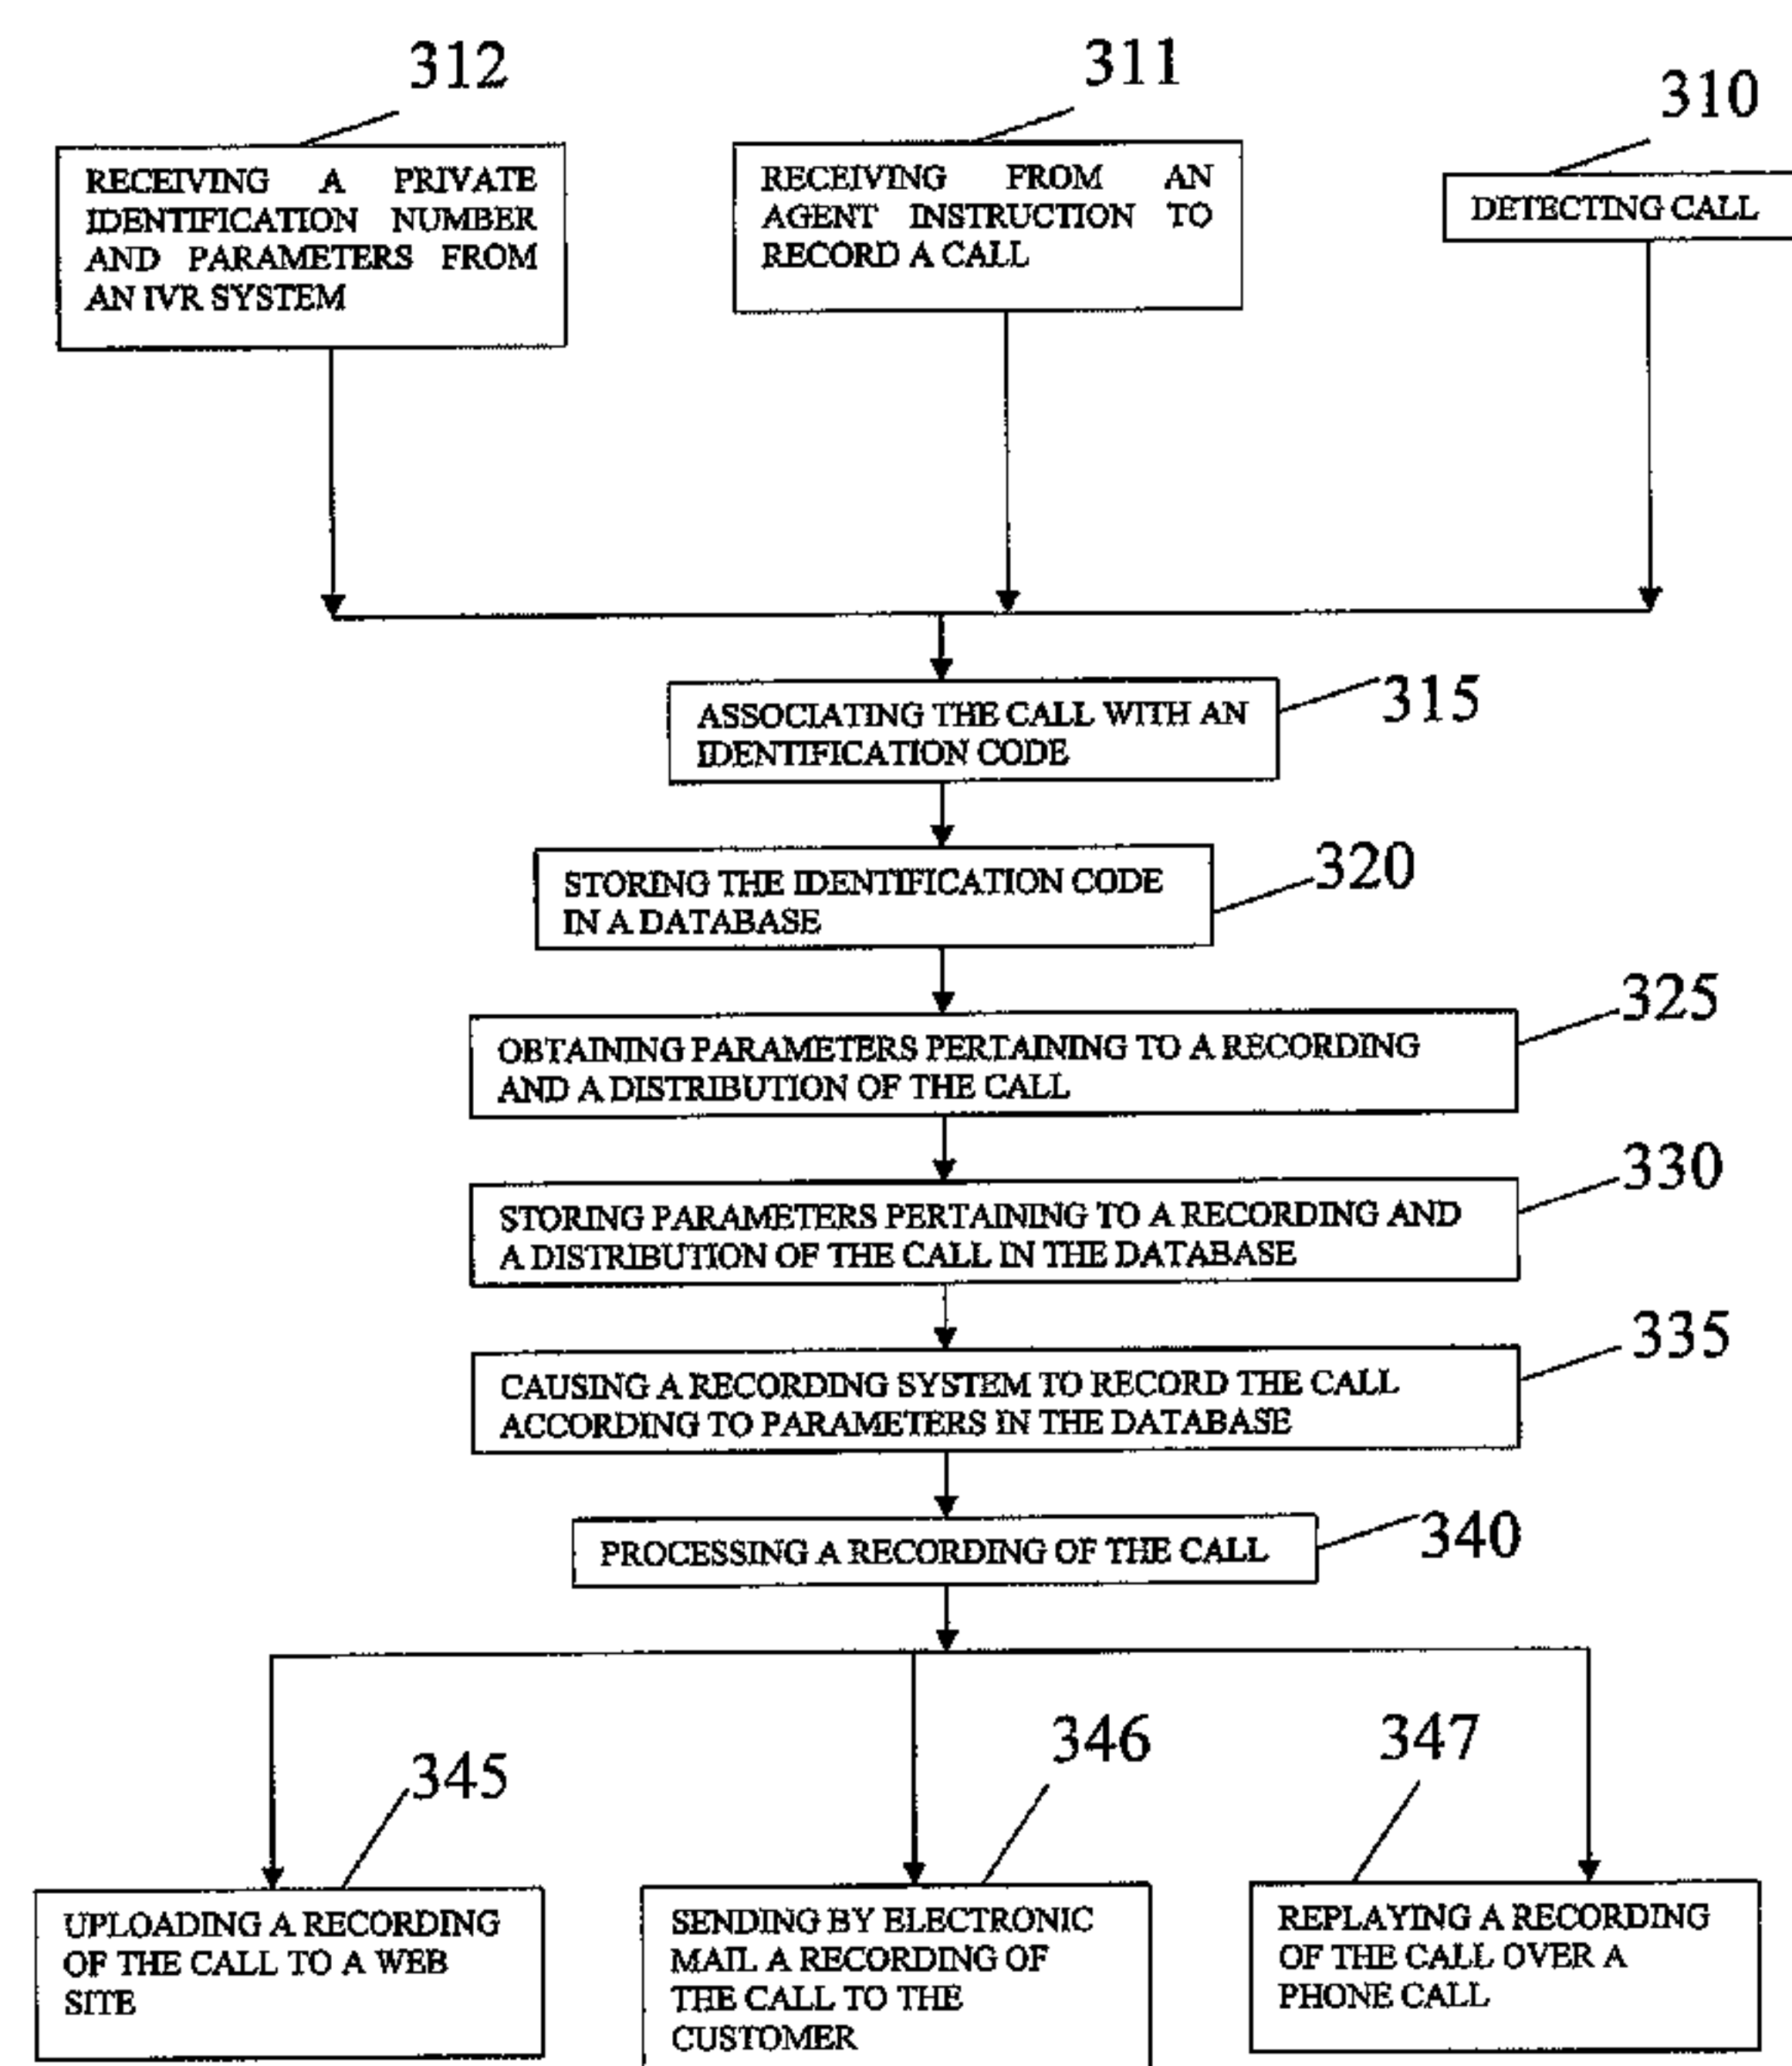 312
311
310
RECEIVING A PRIVATE
IDENTIFICATION NUMBER
AND PARAMETERS FROM
AN IVR SYSTEM
RECEIVING FROM AN
AGENT INSTRUCTION TO
RECORD A CALL
DETECTING CALL
315
ASSOCIATING THE CALL WITH AN
IDENTIFICATION CODE
320
STORING THE IDENTIFICATION CODE
IN A DATABASE
325
OBTAINING PARAMETERS PERTAINING TO A RECORDING
AND A DISTRIBUTION OF THE CALL
330
STORING PARAMETERS PERTAINING TO A RECORDING AND
A DISTRIBUTION OF THE CALL IN THE DATABASE
335
CAUSING A RECORDING SYSTEM TO RECORD THE CALL
ACCORDING TO PARAMETERS IN THE DATABASE
340
PROCESSING A RECORDING OF THE CALL
345
346
347
UPLOADING A RECORDING
OF THE CALL TO A WEB
SITE
SENDING BY ELECTRONIC
MAIL A RECORDING OF
THE CALL TO THE
CUSTOMER
REPLAYING A RECORDING
OF THE CALL OVER A
PHONE CALL